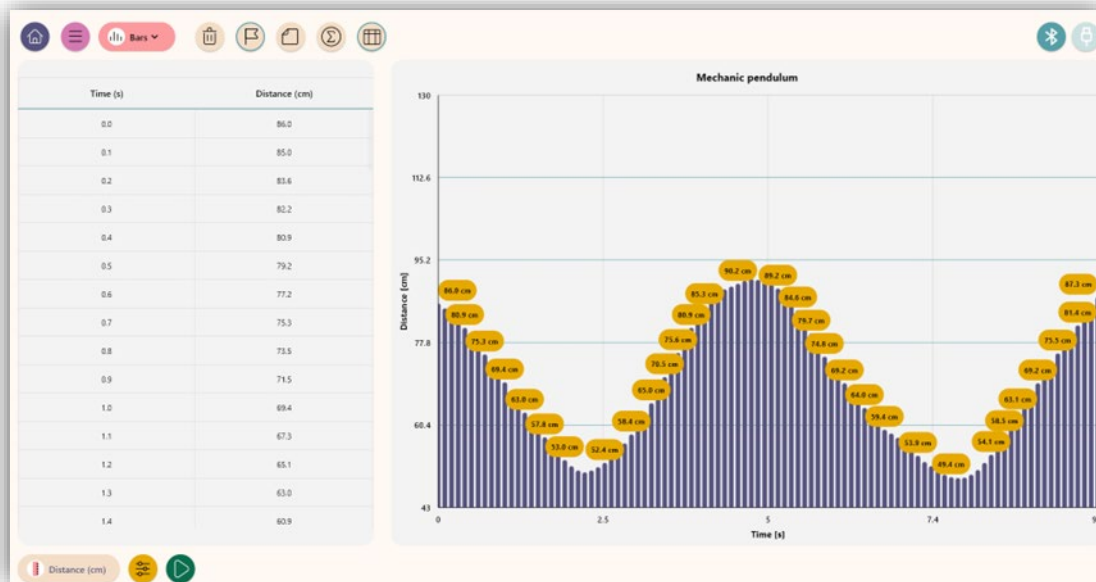 Bars
Mechanic pendulum
Time (s) Distance (cm)
0.0 86.0
0.1 85.0
0.2 83.6
0.3 82.2
0.4 80.9
0.5 79.2
0.6 77.2
0.7 75.3
0.8 73.5
0.9 71.5
1.0 69.4
1.1 67.3
1.2 65.1
1.3 63.0
1.4 60.9
130
112.6
95.2
77.8
60.4
43
Distance [cm]
86.0 cm
80.9 cm
75.3 cm
69.4 cm
63.0 cm
57.8 cm
53.0 cm
52.4 cm
58.4 cm
65.0 cm
70.5 cm
75.6 cm
80.9 cm
85.3 cm
90.2 cm
89.2 cm
84.6 cm
79.7 cm
74.8 cm
69.2 cm
64.0 cm
59.4 cm
53.9 cm
49.4 cm
54.1 cm
58.5 cm
63.1 cm
69.2 cm
75.5 cm
81.4 cm
87.3 cm
0 2.5 5 7.4 9
Time [s]
Distance (cm)